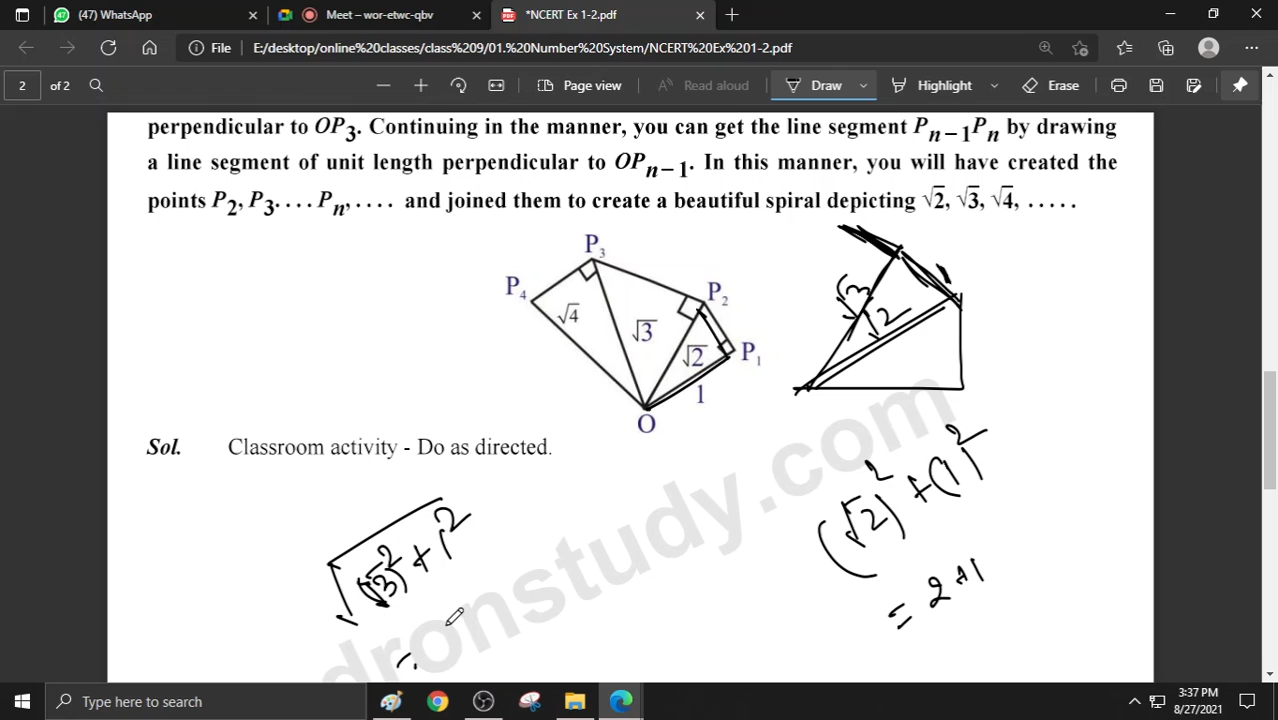 (47) WhatsApp
Meet – wor-etwc-qbv
*NCERT Ex 1-2.pdf
File E:/desktop/online%20classes/class%209/01.%20Number%20System/NCERT%20Ex%201-2.pdf
2 of 2 Page view Read aloud Draw Highlight Erase
perpendicular to OP3. Continuing in the manner, you can get the line segment Pn – 1Pn by drawing
a line segment of unit length perpendicular to OPn – 1. In this manner, you will have created the
points P2, P3. . . . Pn, . . . . and joined them to create a beautiful spiral depicting √2, √3, √4, . . . . .
P3
P4
P2
√4
√3
√2
P1
1
O
√3
√2
1
Sol. Classroom activity - Do as directed.
(√2)² + (1)²
= 2+1
√(√3)² + 1²
dronstudy.com
Type here to search
3:37 PM
8/27/2021